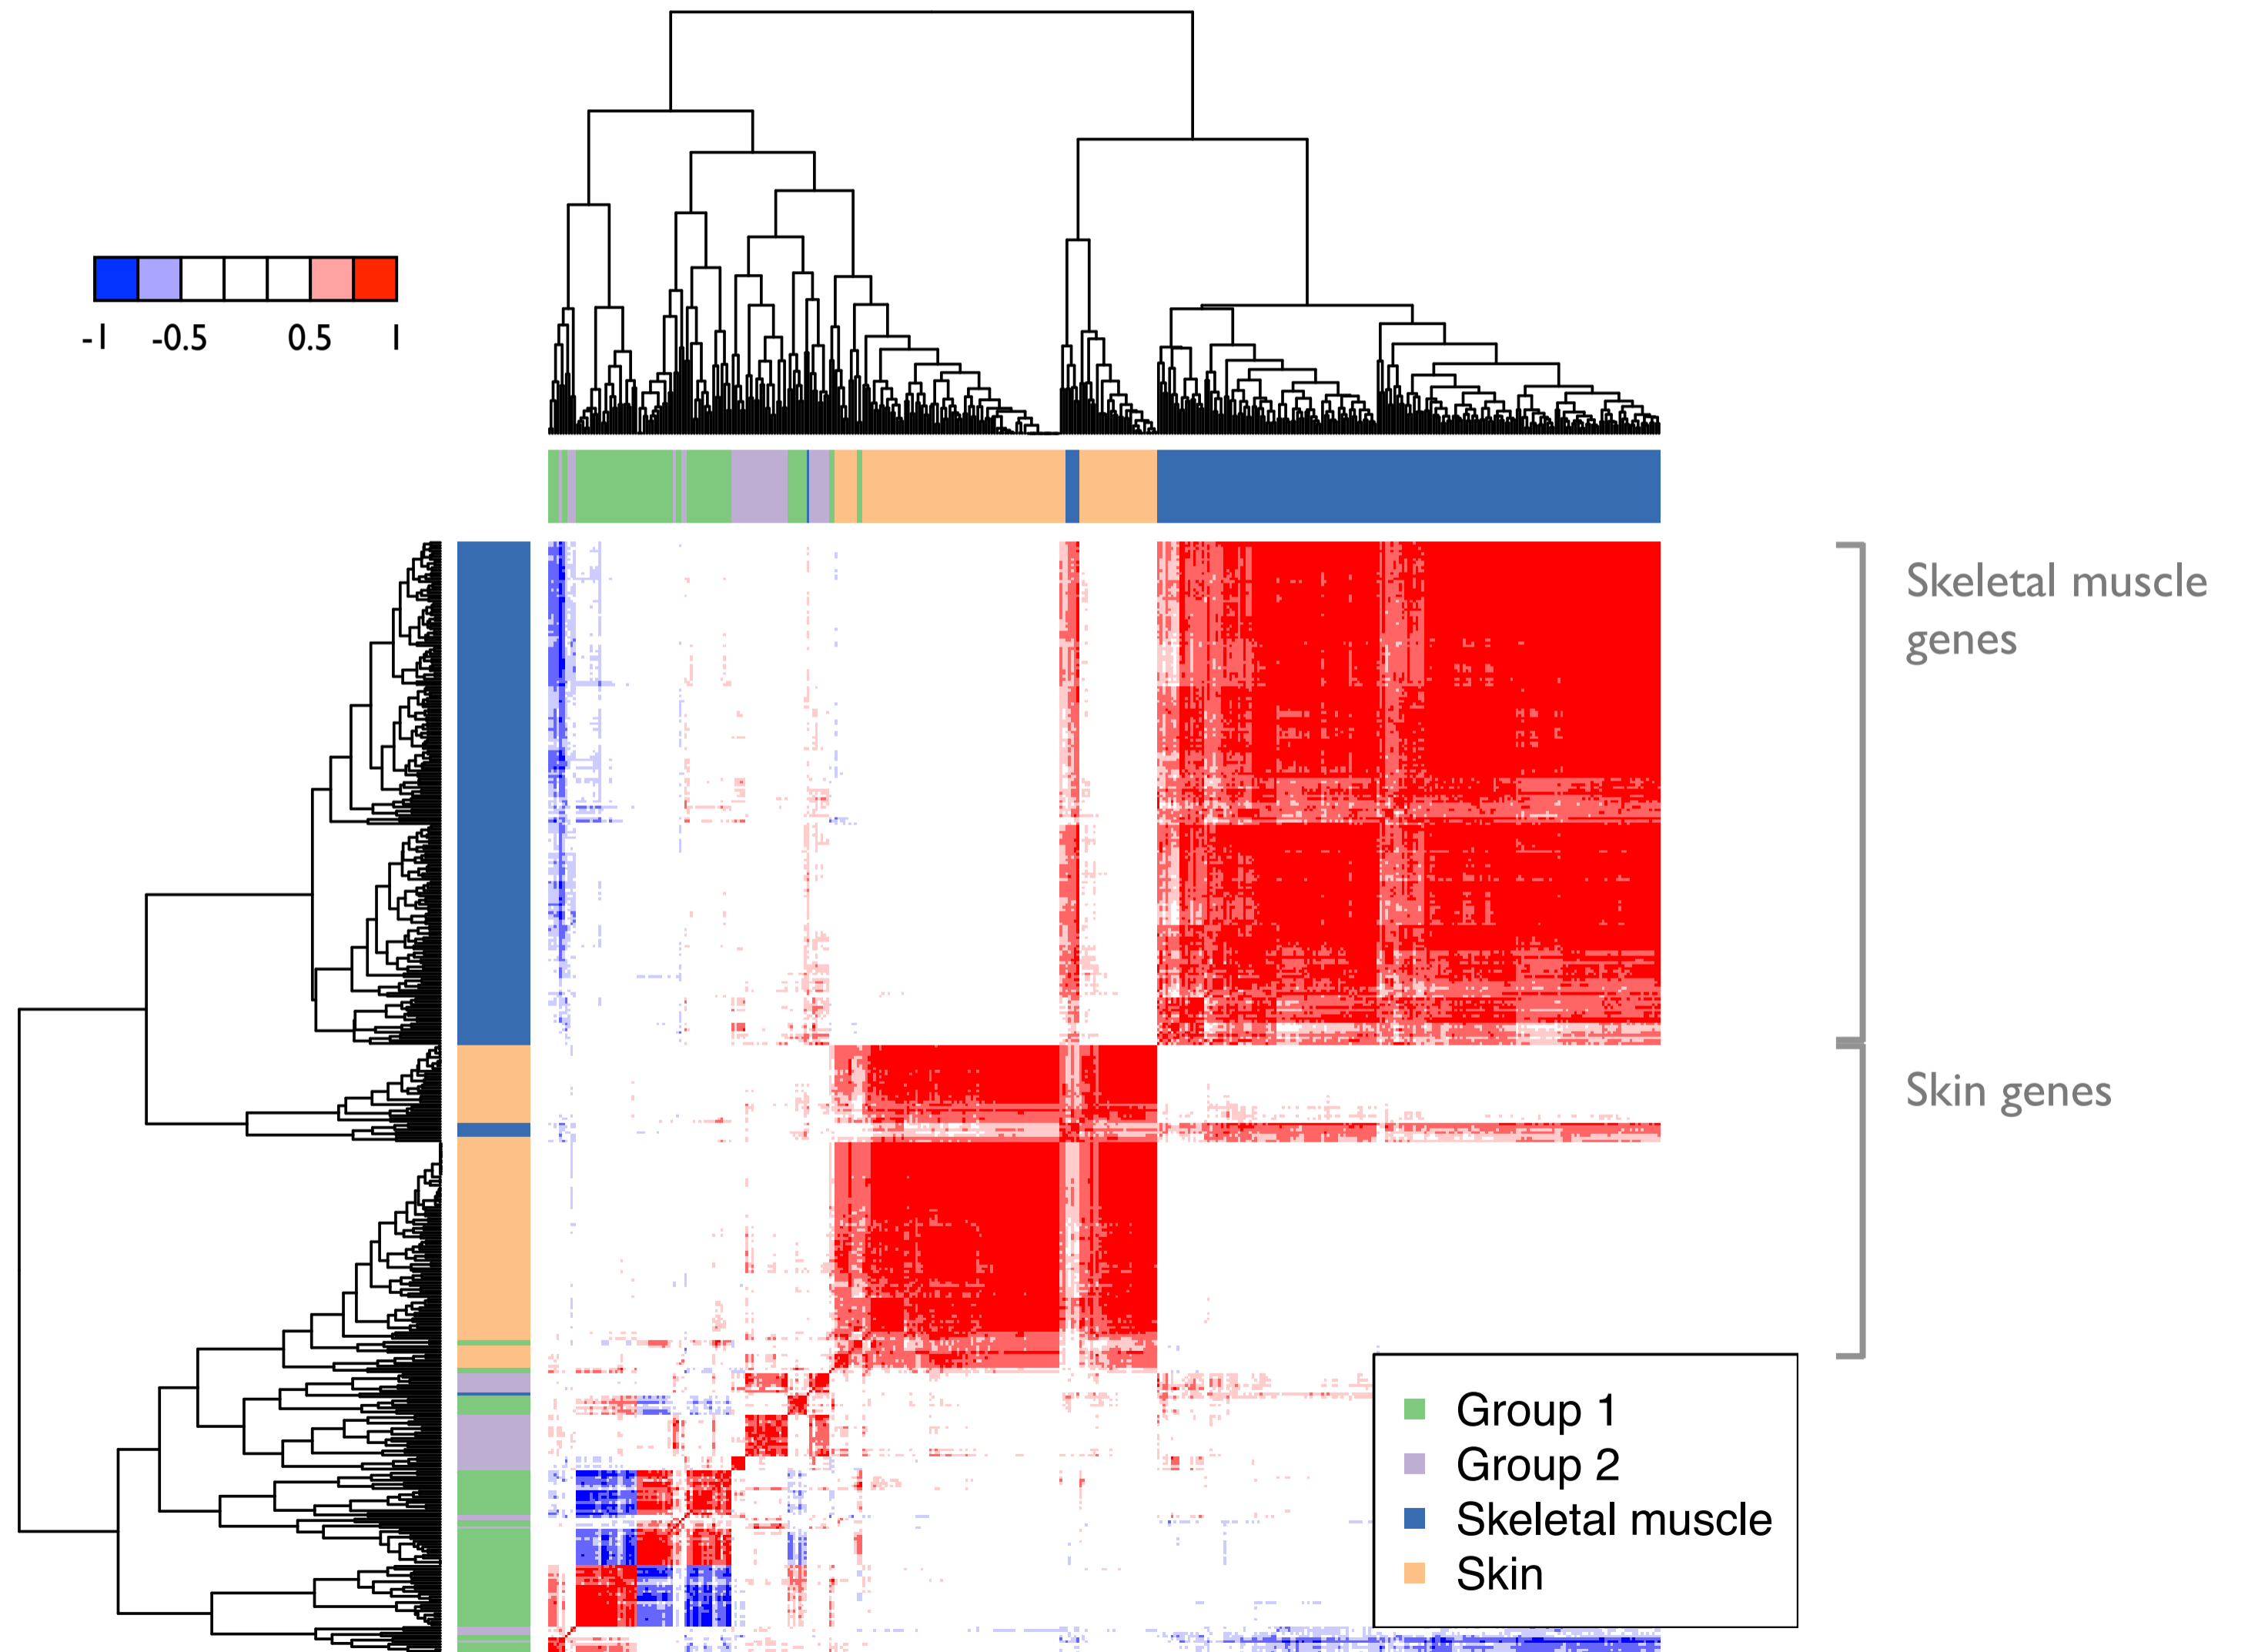 -1 -0.5 0.5 1
Skeletal muscle
genes
Skin genes
Group 1
Group 2
Skeletal muscle
Skin